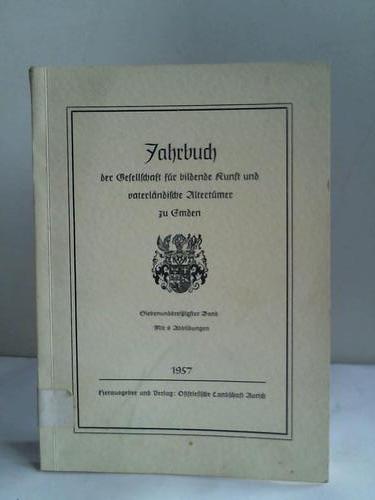 Jahrbuch
der Gesellschaft für bildende Kunst und
vaterländische Altertümer
zu Emden
Siebenunddreißigster Band
Mit 6 Abbildungen
1957
Herausgeber und Verlag: Ostfriesische Landschaft Aurich